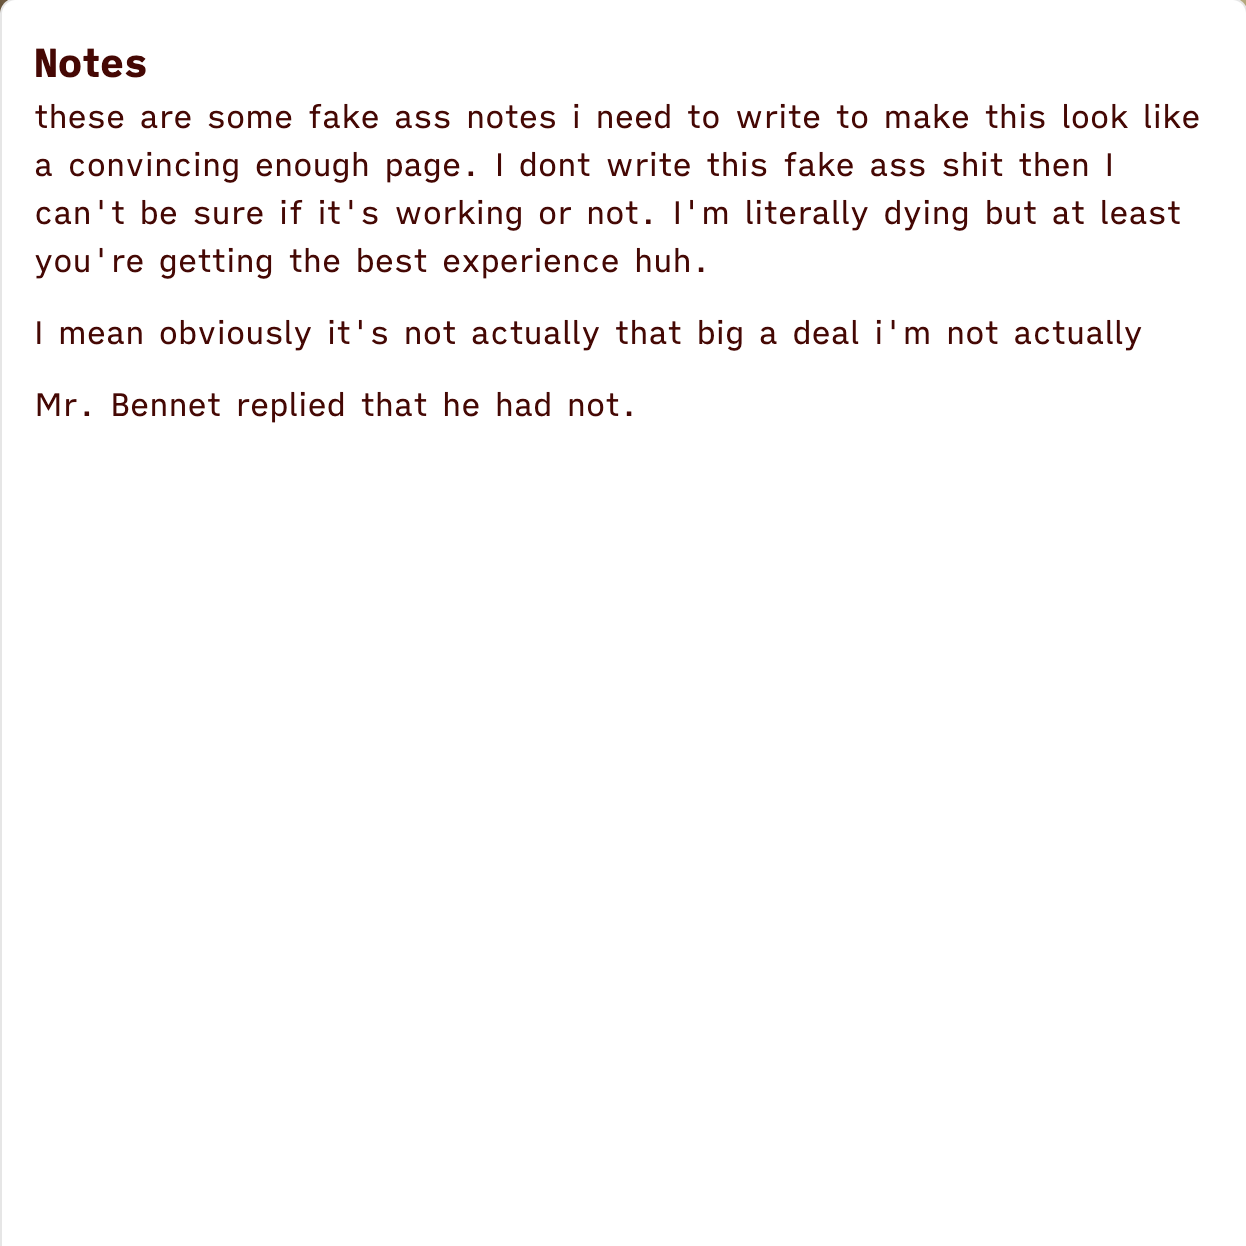 Notes
these are some fake ass notes i need to write to make this look like
a convincing enough page. I dont write this fake ass shit then I
can't be sure if it's working or not. I'm literally dying but at least
you're getting the best experience huh.
I mean obviously it's not actually that big a deal i'm not actually
Mr. Bennet replied that he had not.